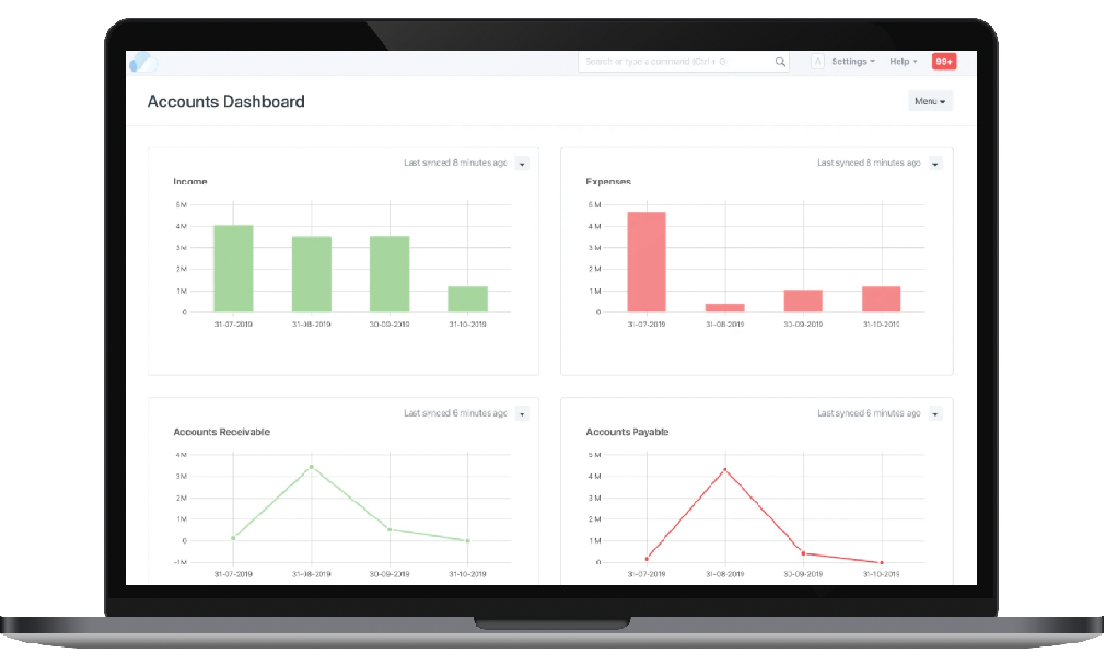 Search or type a command (Ctrl + G)
A Settings Help 99+
Accounts Dashboard
Menu
Last synced 8 minutes ago
Income
5 M
4 M
3 M
2 M
1 M
0
31-07-2019 31-08-2019 30-09-2019 31-10-2019
Last synced 8 minutes ago
Expenses
5 M
4 M
3 M
2 M
1 M
0
31-07-2019 31-08-2019 30-09-2019 31-10-2019
Last synced 6 minutes ago
Accounts Receivable
4 M
3 M
2 M
1 M
0
-1 M
31-07-2019 31-08-2019 30-09-2019 31-10-2019
Last synced 6 minutes ago
Accounts Payable
5 M
4 M
3 M
2 M
1 M
0
31-07-2019 31-08-2019 30-09-2019 31-10-2019